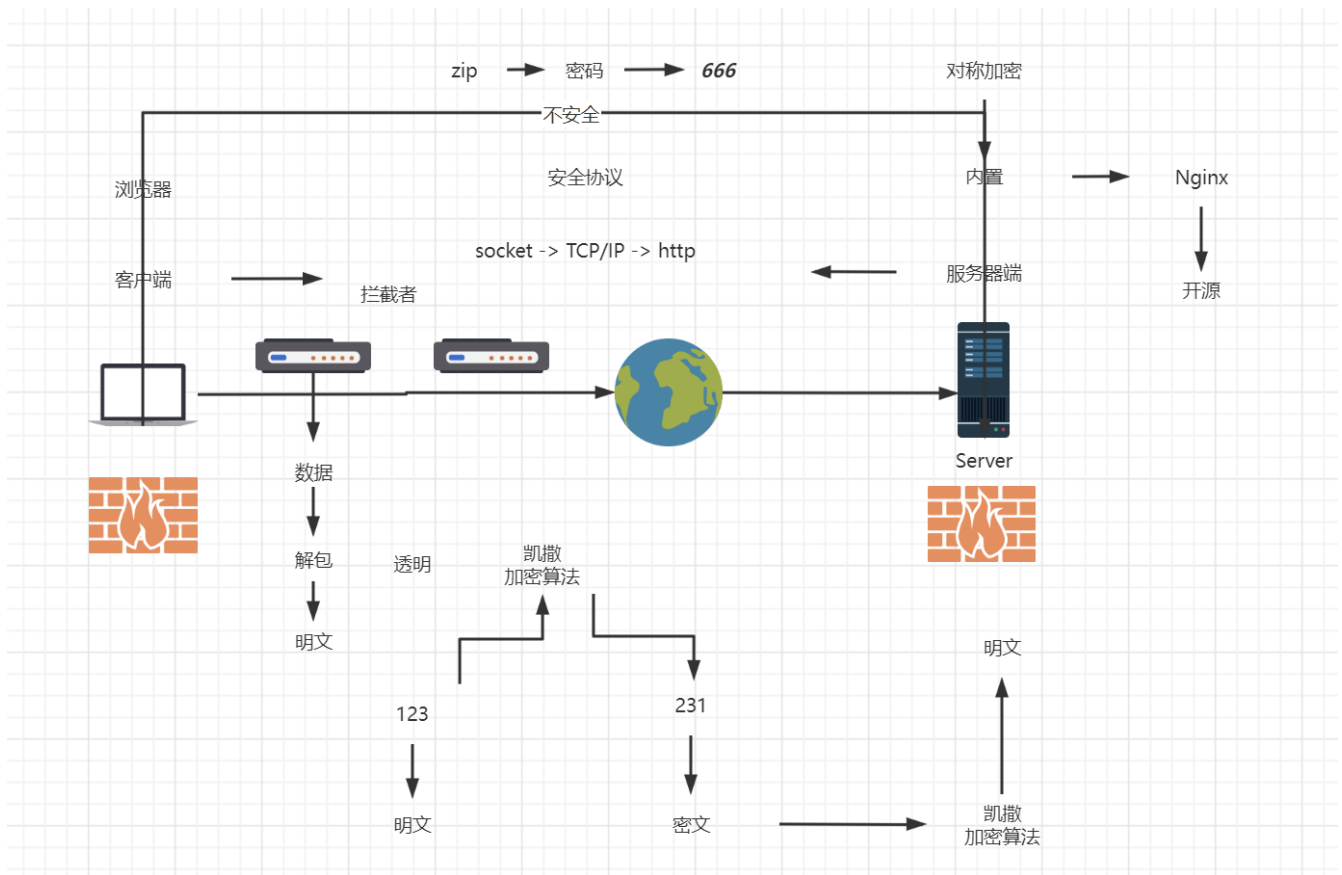 zip
密码
666
对称加密
不安全
浏览器
安全协议
内置
Nginx
socket -> TCP/IP -> http
客户端
拦截者
服务器端
开源
Server
数据
解包
透明
凯撒
加密算法
明文
明文
123
231
明文
密文
凯撒
加密算法